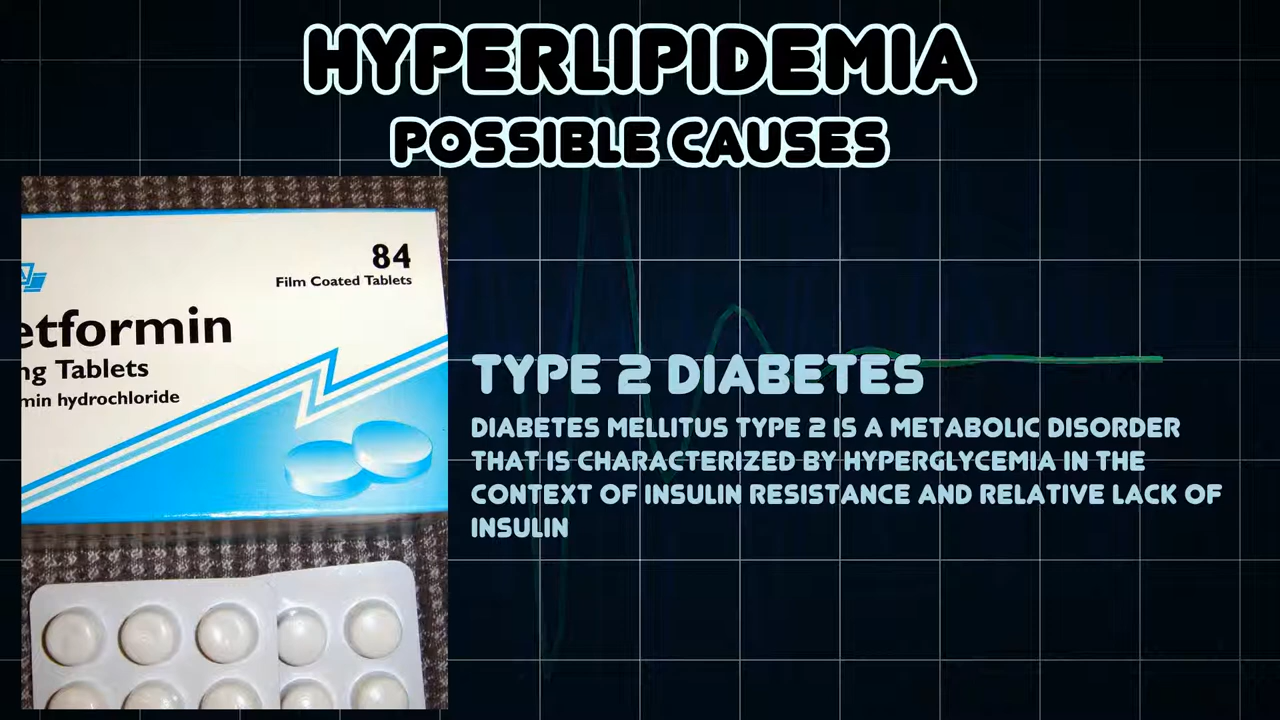 HYPERLIPIDEMIA
POSSIBLE CAUSES
84
Film Coated Tablets
etformin
ng Tablets
min hydrochloride
TYPE 2 DIABETES
DIABETES MELLITUS TYPE 2 IS A METABOLIC DISORDER
THAT IS CHARACTERIZED BY HYPERGLYCEMIA IN THE
CONTEXT OF INSULIN RESISTANCE AND RELATIVE LACK OF
INSULIN